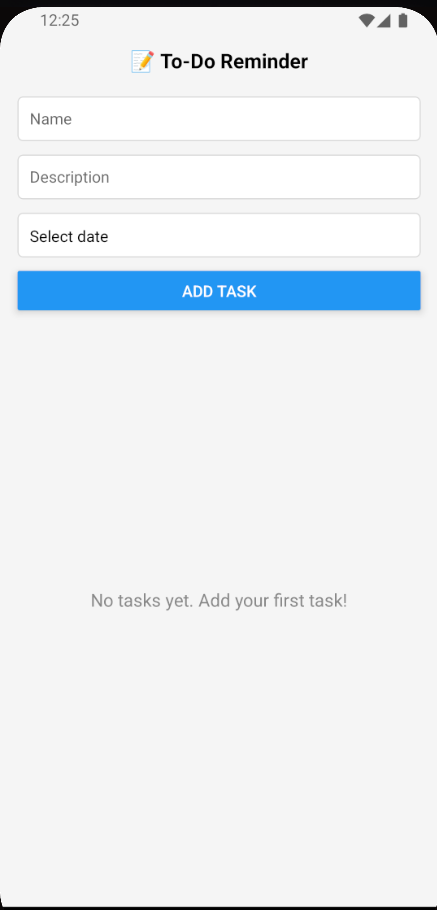 12:25
📝 To-Do Reminder
Name
Description
Select date
ADD TASK
No tasks yet. Add your first task!